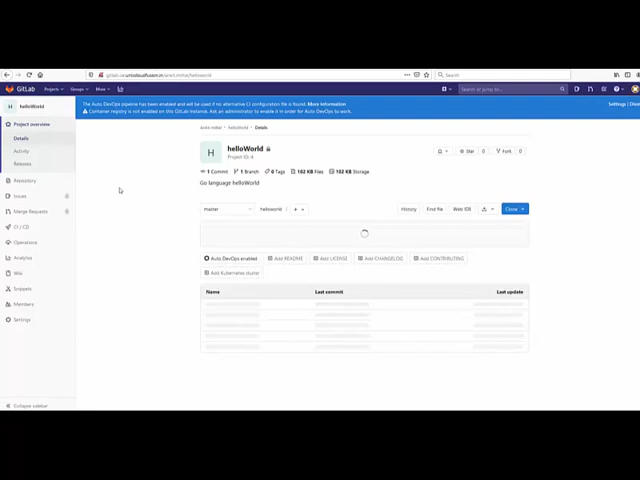 Search
GitLab
Projects
Groups
More
Search or jump to...
H helloWorld
The Auto DevOps pipeline has been enabled and will be used if no alternative CI configuration file is found. More information
Container registry is not enabled on this GitLab instance. Ask an administrator to enable it in order for Auto DevOps to work.
Settings
Project overview
Details
Activity
Releases
Repository
Issues
Merge Requests
CI / CD
Operations
Analytics
Wiki
Snippets
Members
Settings
Collapse sidebar
helloWorld Details
H
helloWorld
Project ID: 4
Star 0
Fork 0
1 Commit 1 Branch 0 Tags 102 KB Files 102 KB Storage
Go language helloWorld
master
helloworld / +
History
Find file
Web IDE
Clone
Auto DevOps enabled
Add README
Add LICENSE
Add CHANGELOG
Add CONTRIBUTING
Add Kubernetes cluster
Name Last commit Last update